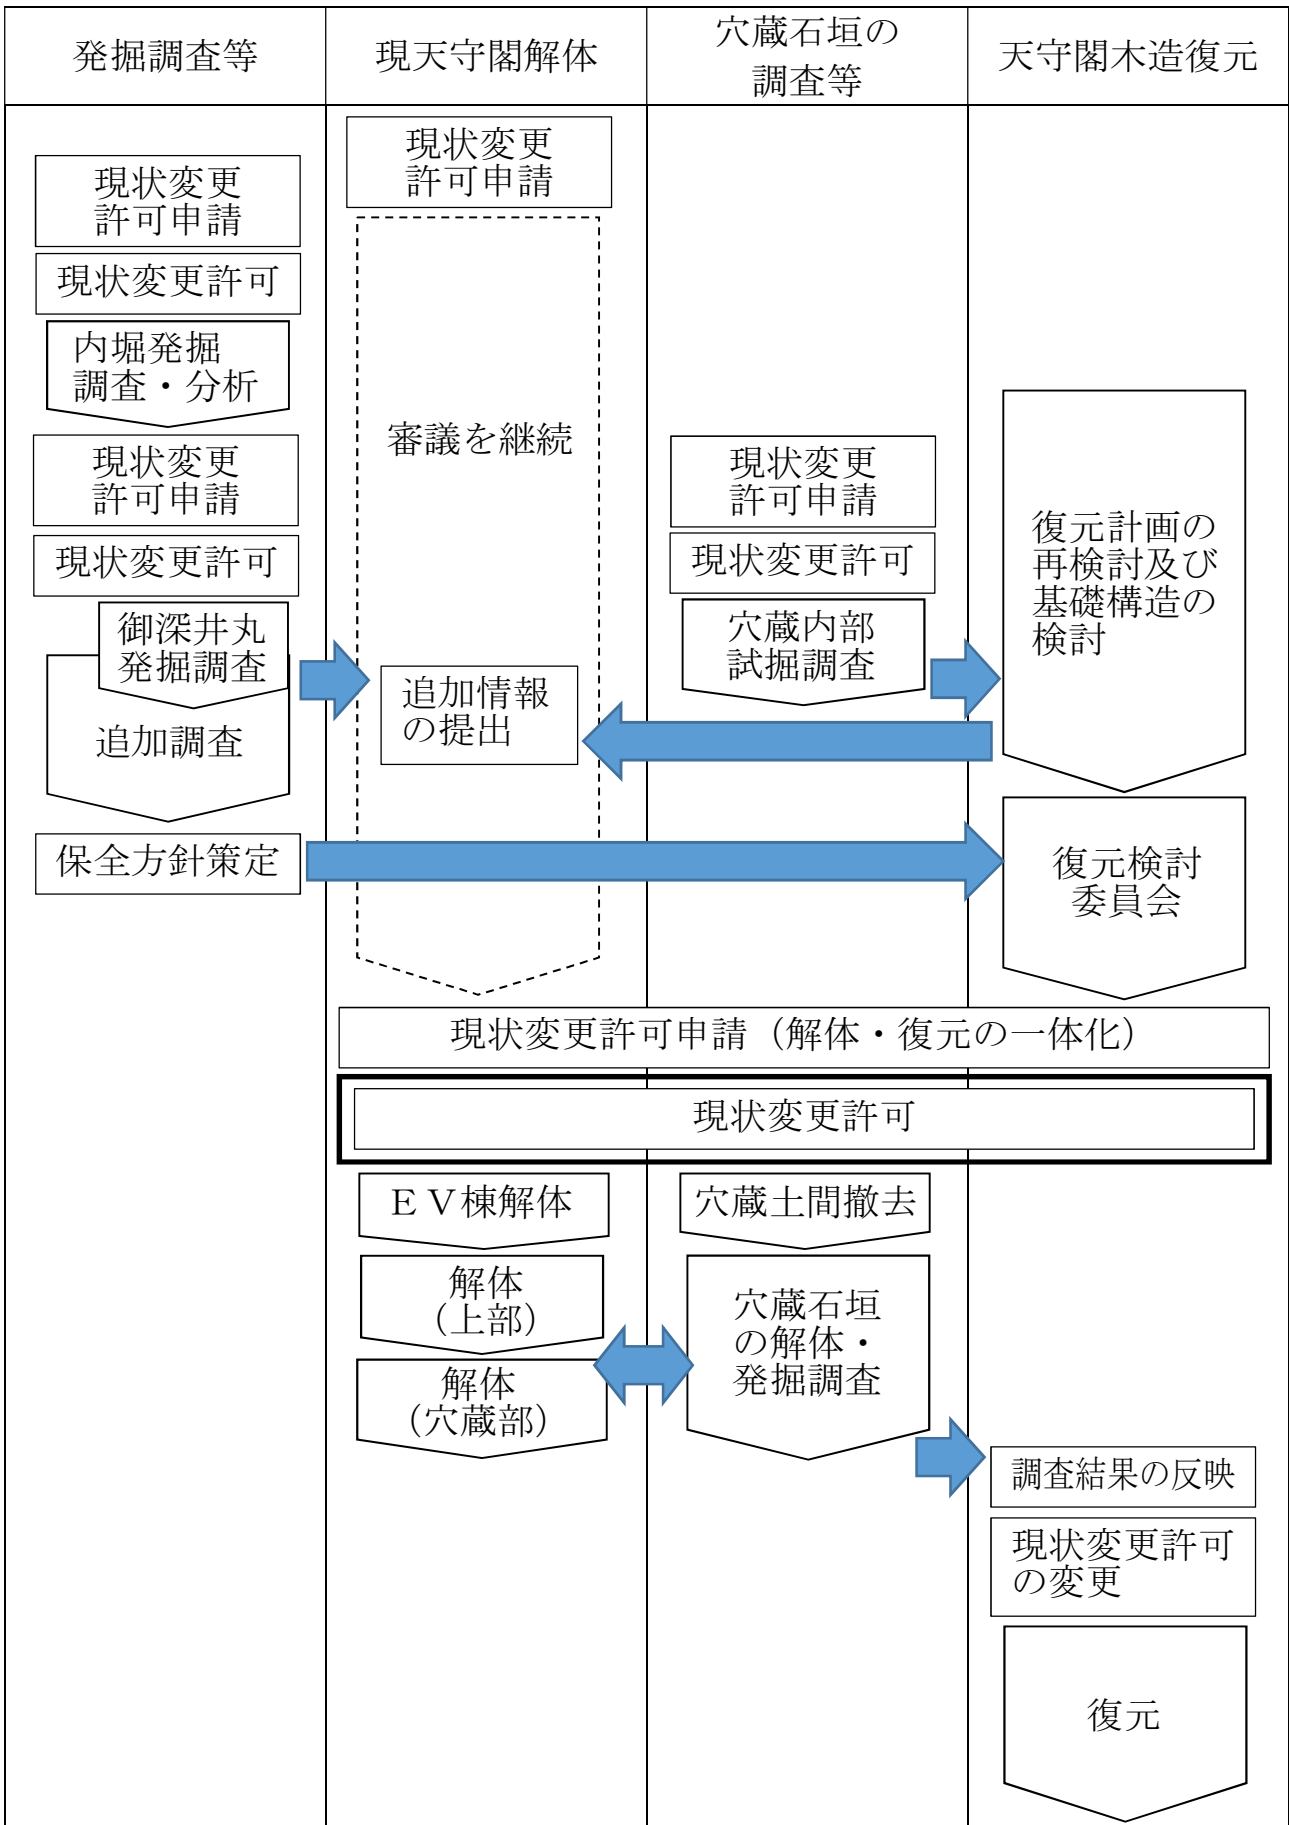 発掘調査等
現天守閣解体
穴蔵石垣の
調査等
天守閣木造復元
現状変更
許可申請
現状変更許可
内堀発掘
調査・分析
現状変更
許可申請
現状変更許可
御深井丸
発掘調査
追加調査
保全方針策定
現状変更
許可申請
審議を継続
追加情報
の提出
現状変更
許可申請
現状変更許可
穴蔵内部
試掘調査
復元計画の
再検討及び
基礎構造の
検討
復元検討
委員会
現状変更許可申請（解体・復元の一体化）
現状変更許可
ＥＶ棟解体
解体
（上部）
解体
（穴蔵部）
穴蔵土間撤去
穴蔵石垣
の解体・
発掘調査
調査結果の反映
現状変更許可
の変更
復元